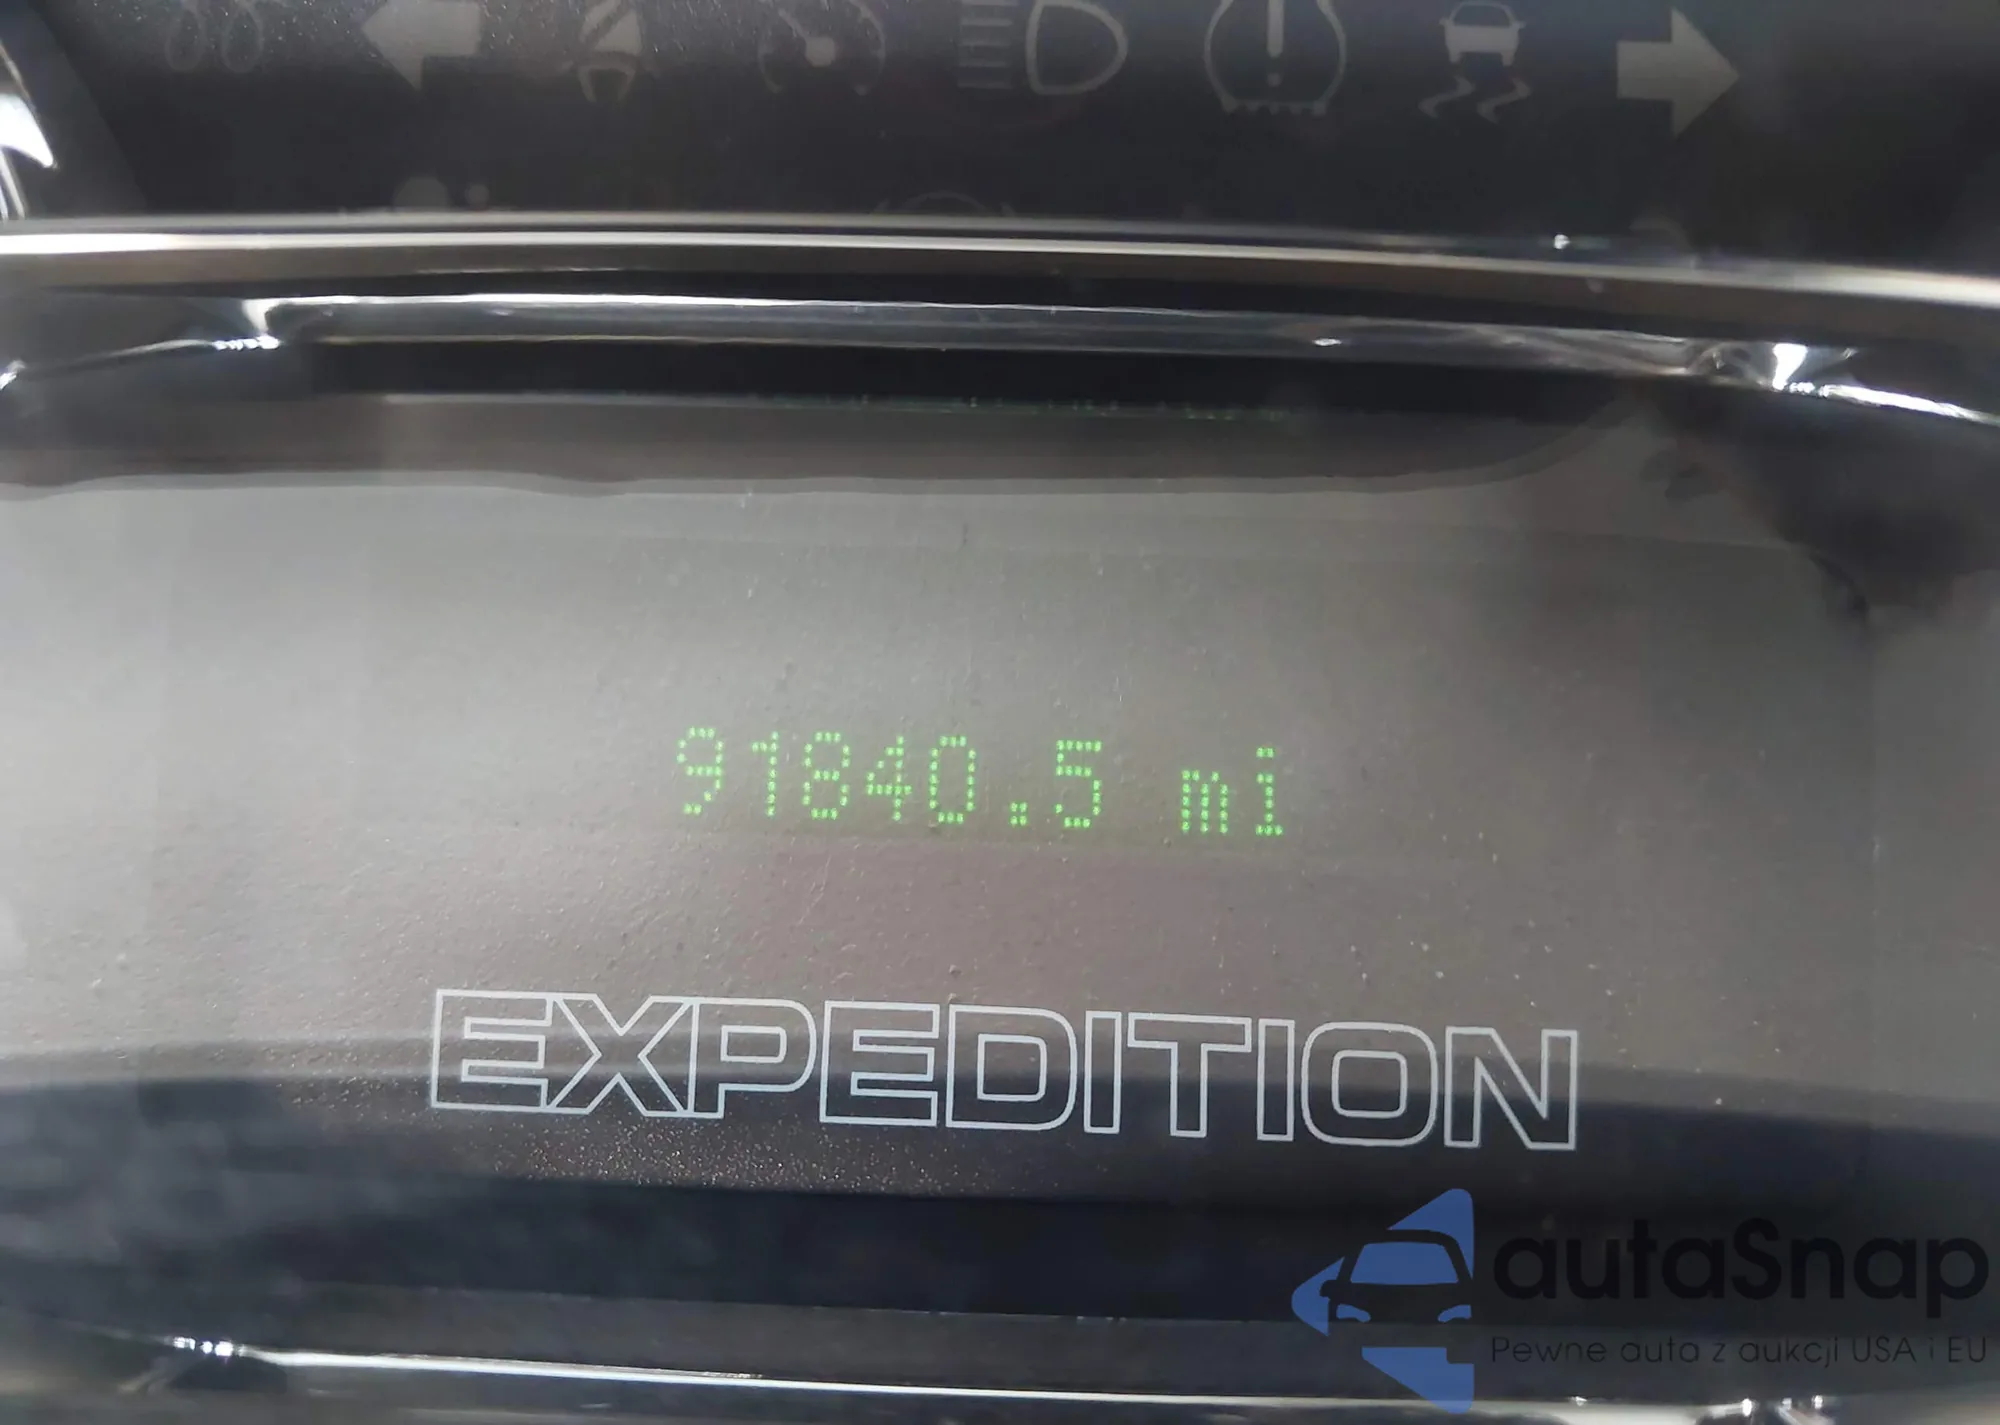 91840.5 mi
EXPEDITION
autaSnap
Pewne auta z aukcji USA i EU